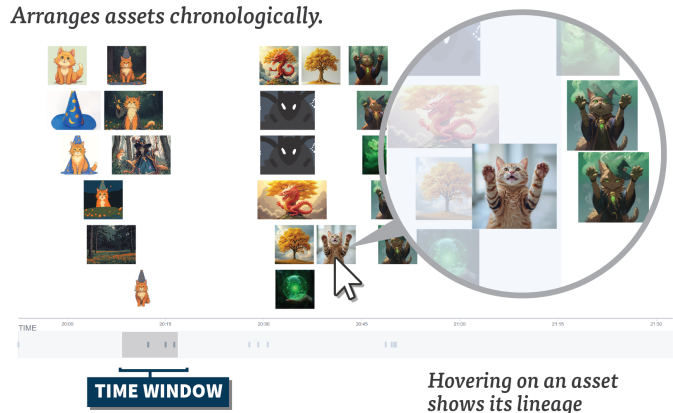 Arranges assets chronologically.
TIME
20:00
20:15
20:30
20:45
21:00
21:15
21:30
TIME WINDOW
Hovering on an asset
shows its lineage